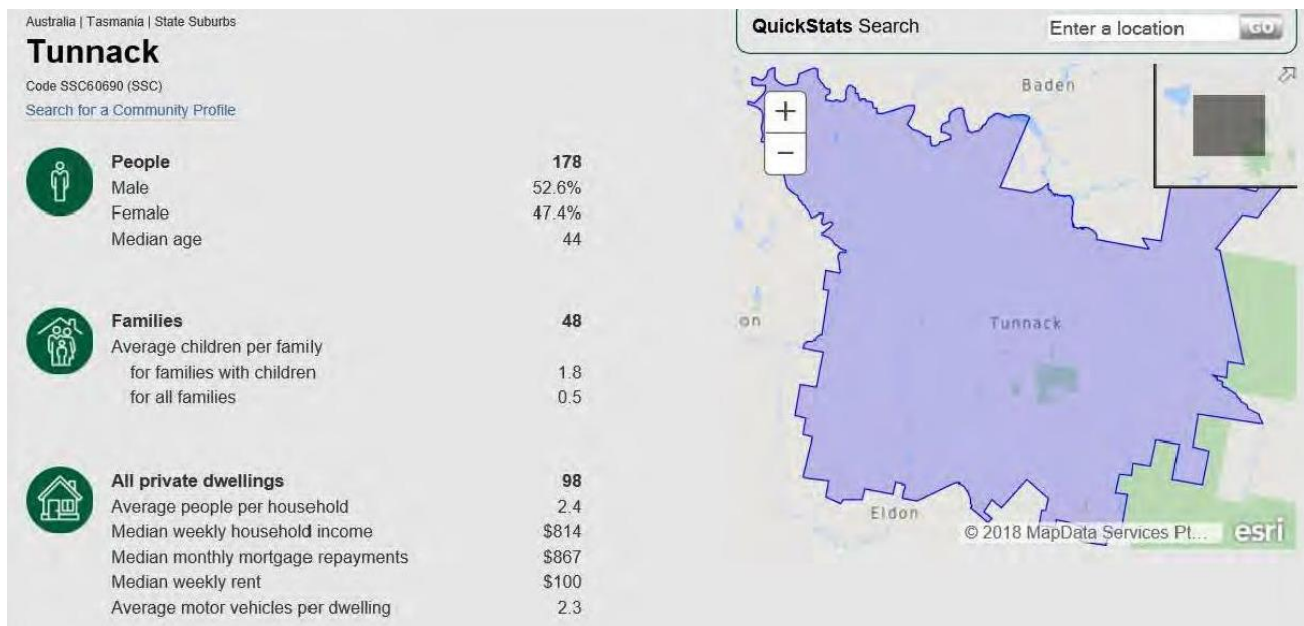 Australia | Tasmania | State Suburbs
Tunnack
Code SSC60690 (SSC)
Search for a Community Profile
People 178
Male 52.6%
Female 47.4%
Median age 44
Families 48
Average children per family
for families with children 1.8
for all families 0.5
All private dwellings 98
Average people per household 2.4
Median weekly household income $814
Median monthly mortgage repayments $867
Median weekly rent $100
Average motor vehicles per dwelling 2.3
QuickStats Search Enter a location GO
Baden
+
−
on
Tunnack
Eldon
© 2018 MapData Services Pt...
esri